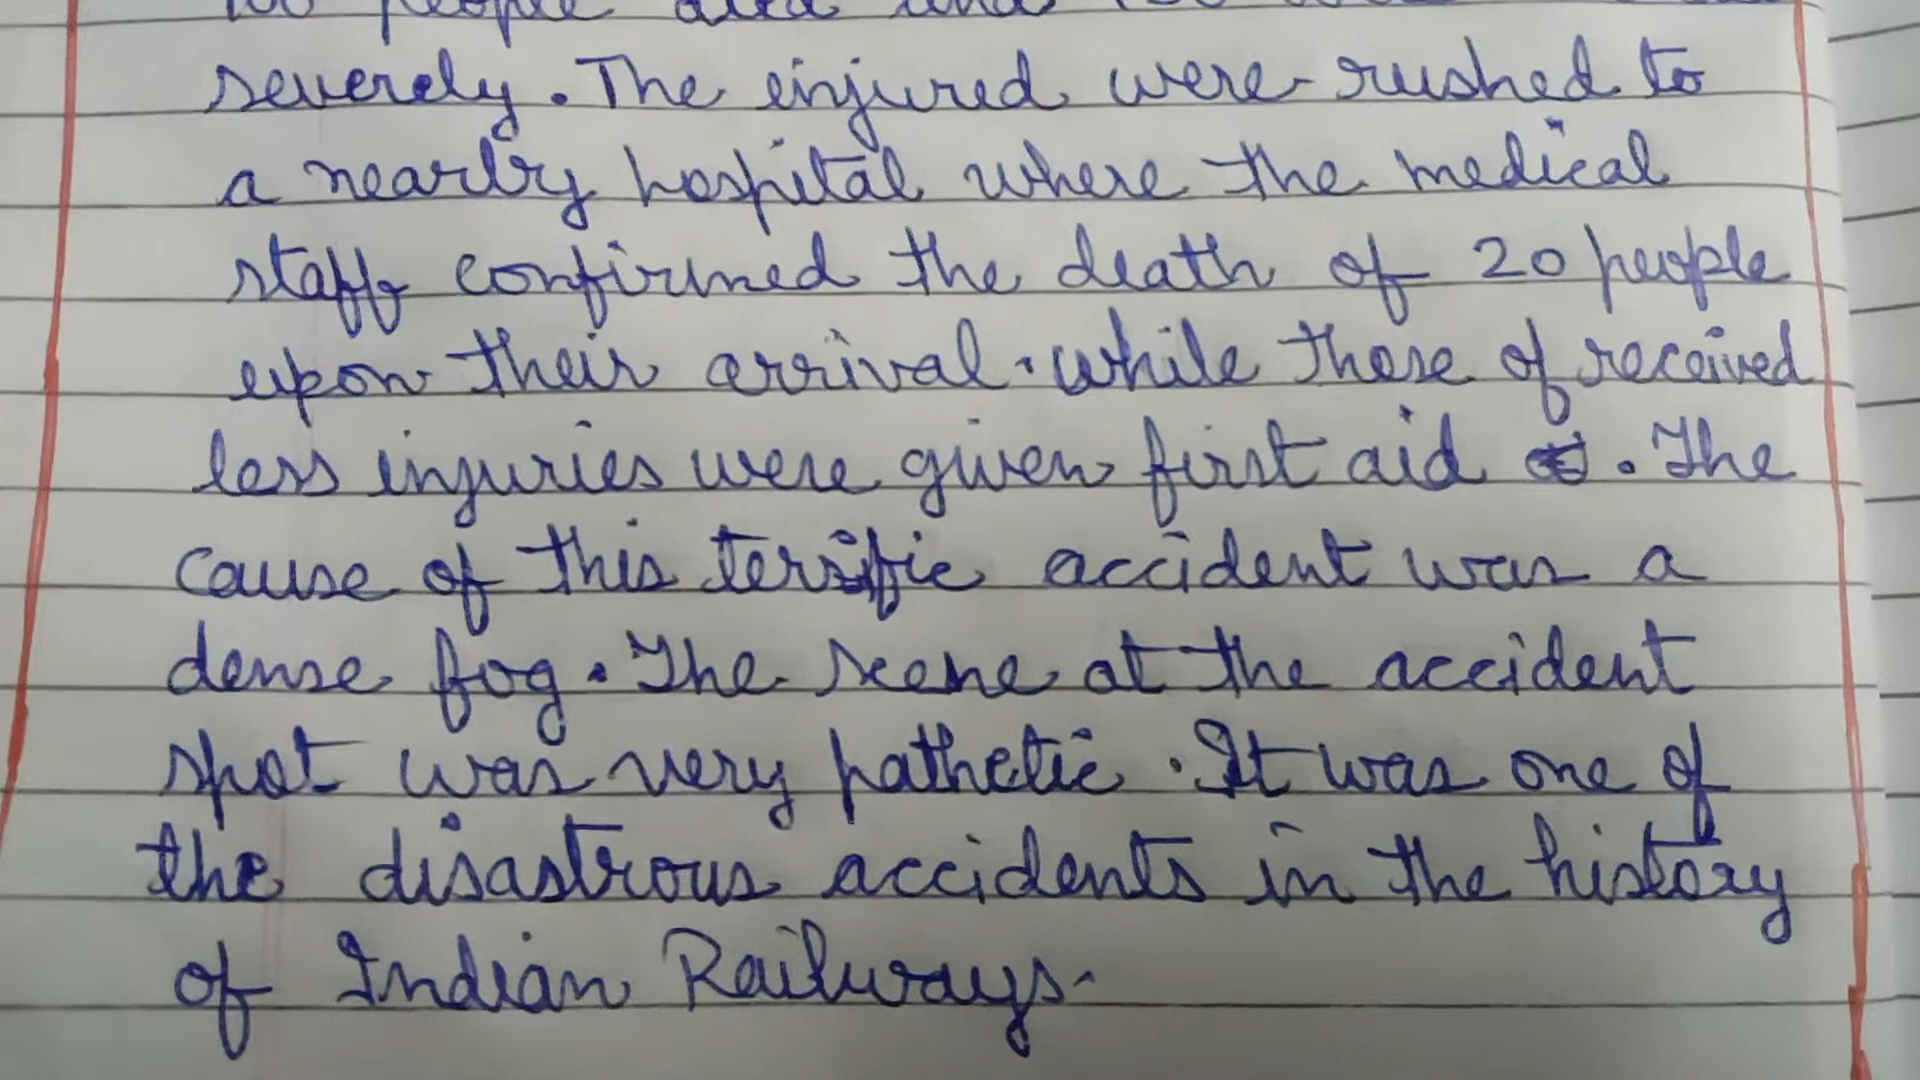 people died and
severely. The injured were rushed to
a nearby hospital where the medical
staff confirmed the death of 20 people
upon their arrival. while those of received
less injuries were given first aid. The
cause of this terrific accident was a
dense fog. The scene at the accident
spot was very pathetic. It was one of
the disastrous accidents in the history
of Indian Railways.